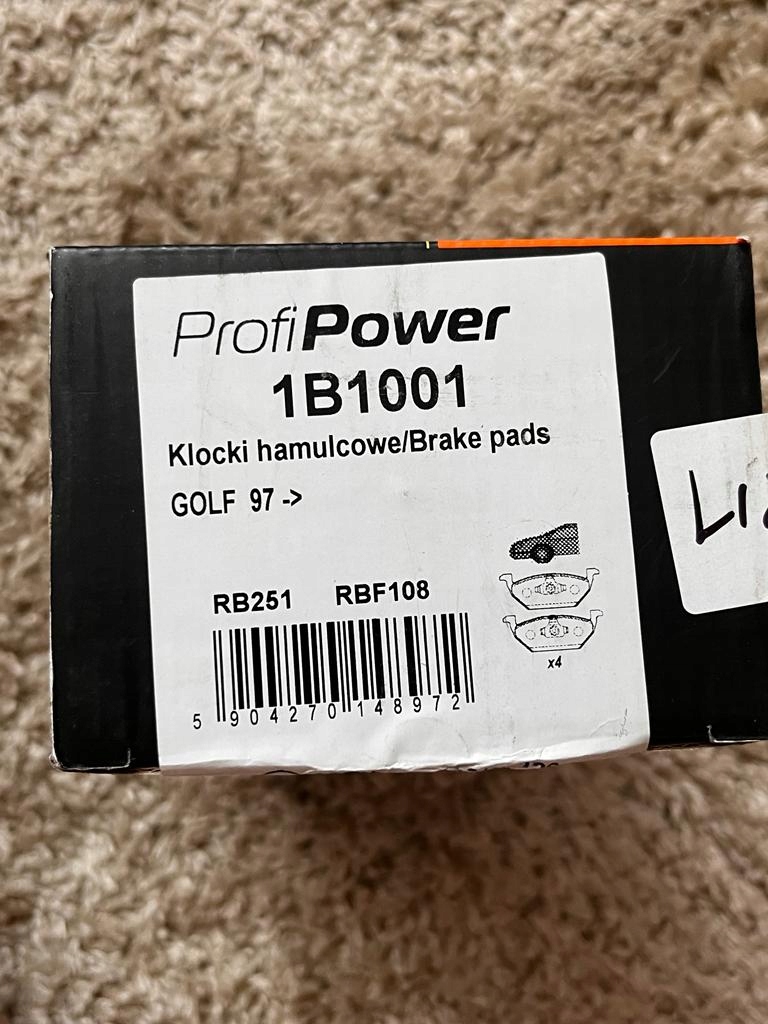 ProfiPower
1B1001
Klocki hamulcowe/Brake pads
GOLF 97 ->
RB251 RBF108
x4
5 904270 148972